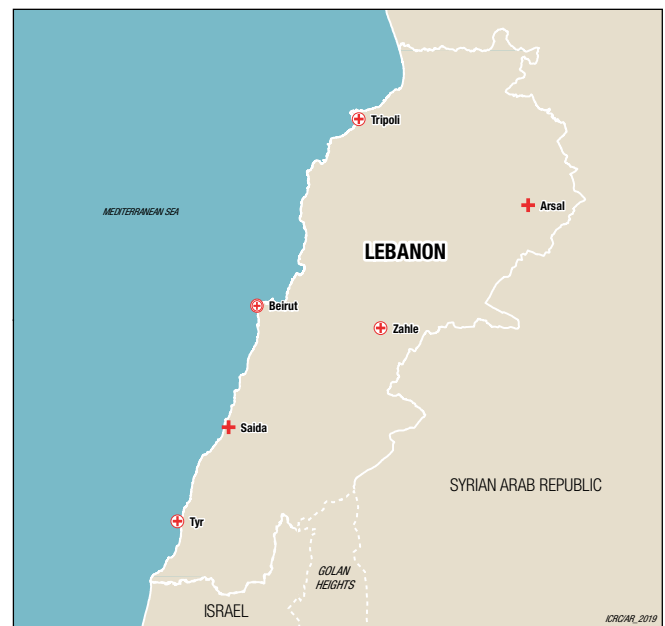 Tripoli
Arsal
MEDITERRANEAN SEA
LEBANON
Beirut
Zahle
Saida
SYRIAN ARAB REPUBLIC
Tyr
GOLAN
HEIGHTS
ISRAEL
ICRC/AR_2019